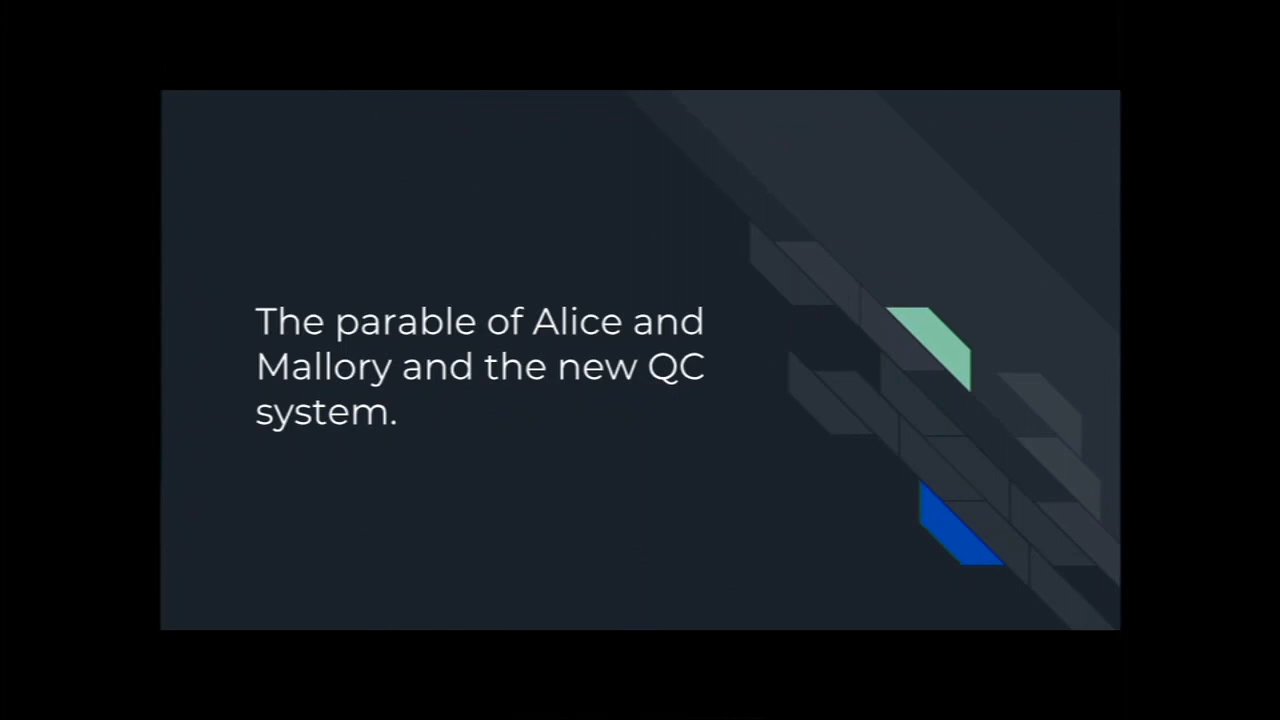 The parable of Alice and
Mallory and the new QC
system.